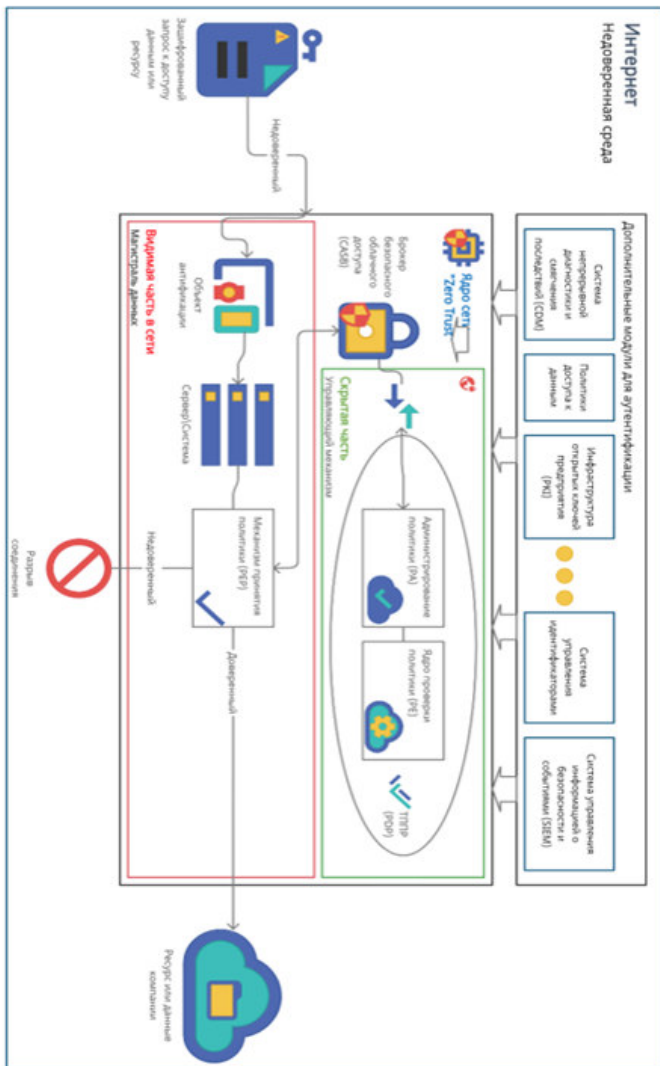 Интернет
Недоверенная среда
Дополнительные модули для аутентификации
Система
непрерывной
диагностики и
смягчения
последствий (CDM)
Политики
доступа к
данным
Инфраструктура
открытых ключей
предприятия
(PKI)
Система
управления
идентификаторами
Система управления
информацией о
безопасности и
событиями (SIEM)
Ядро сети
"Zero Trust"
Брокер
безопасного
облачного
доступа
(CASB)
Скрытая часть
Управляющий механизм
Администрирование
политики (PA)
Ядро проверки
политики (PE)
ТППР
(PDP)
Зашифрованный
запрос к доступу
данным или
ресурсу
Недоверенный
Видимая часть в сети
Магистраль данных
Объект
антификации
Сервер\Система
Механизм принятия
политики (PEP)
Недоверенный
Разрыв
соединения
Доверенный
Ресурс или данные
компании